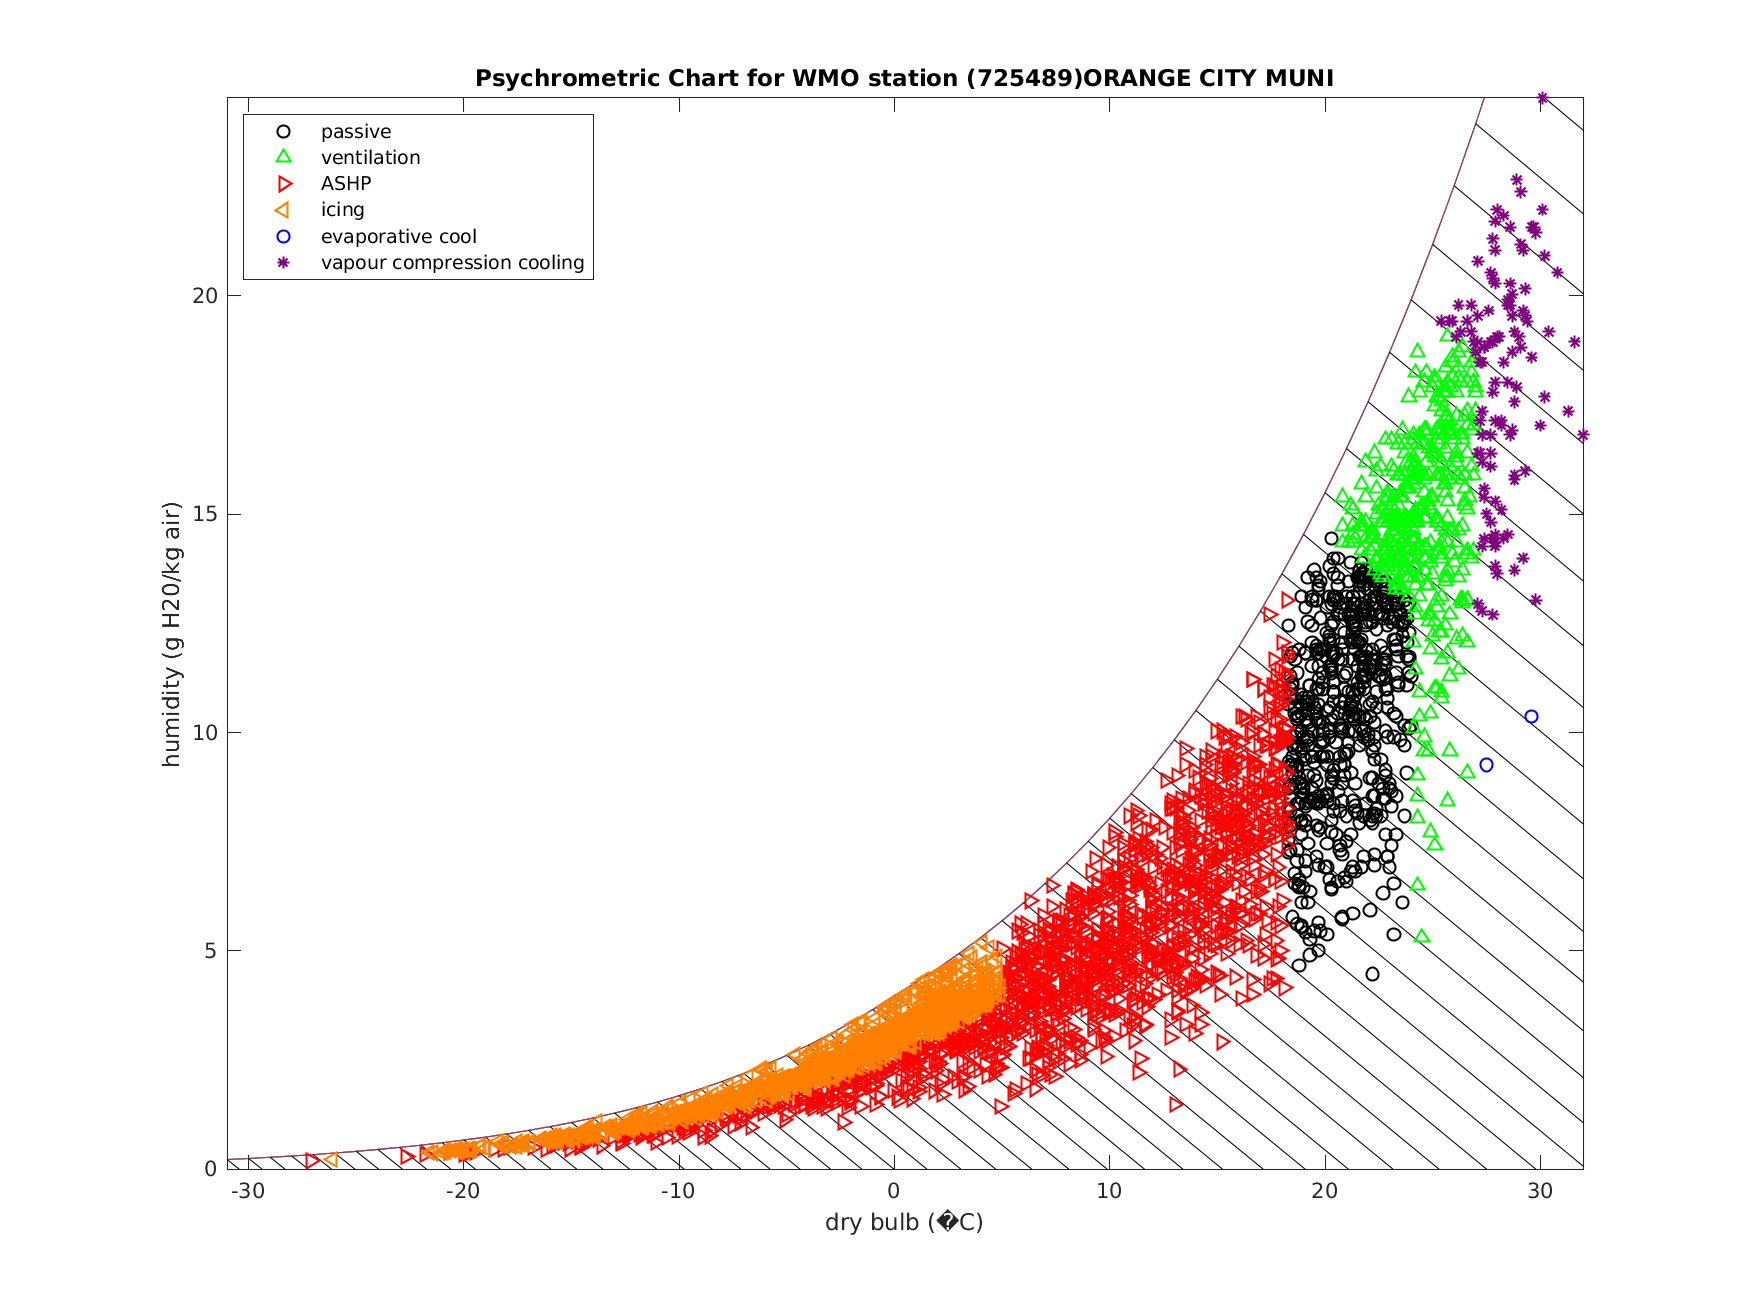 Psychrometric Chart for WMO station (725489)ORANGE CITY MUNI
passive
ventilation
ASHP
icing
evaporative cool
vapour compression cooling
humidity (g H20/kg air)
20
15
10
5
0
-30 -20 -10 0 10 20 30
dry bulb (�C)